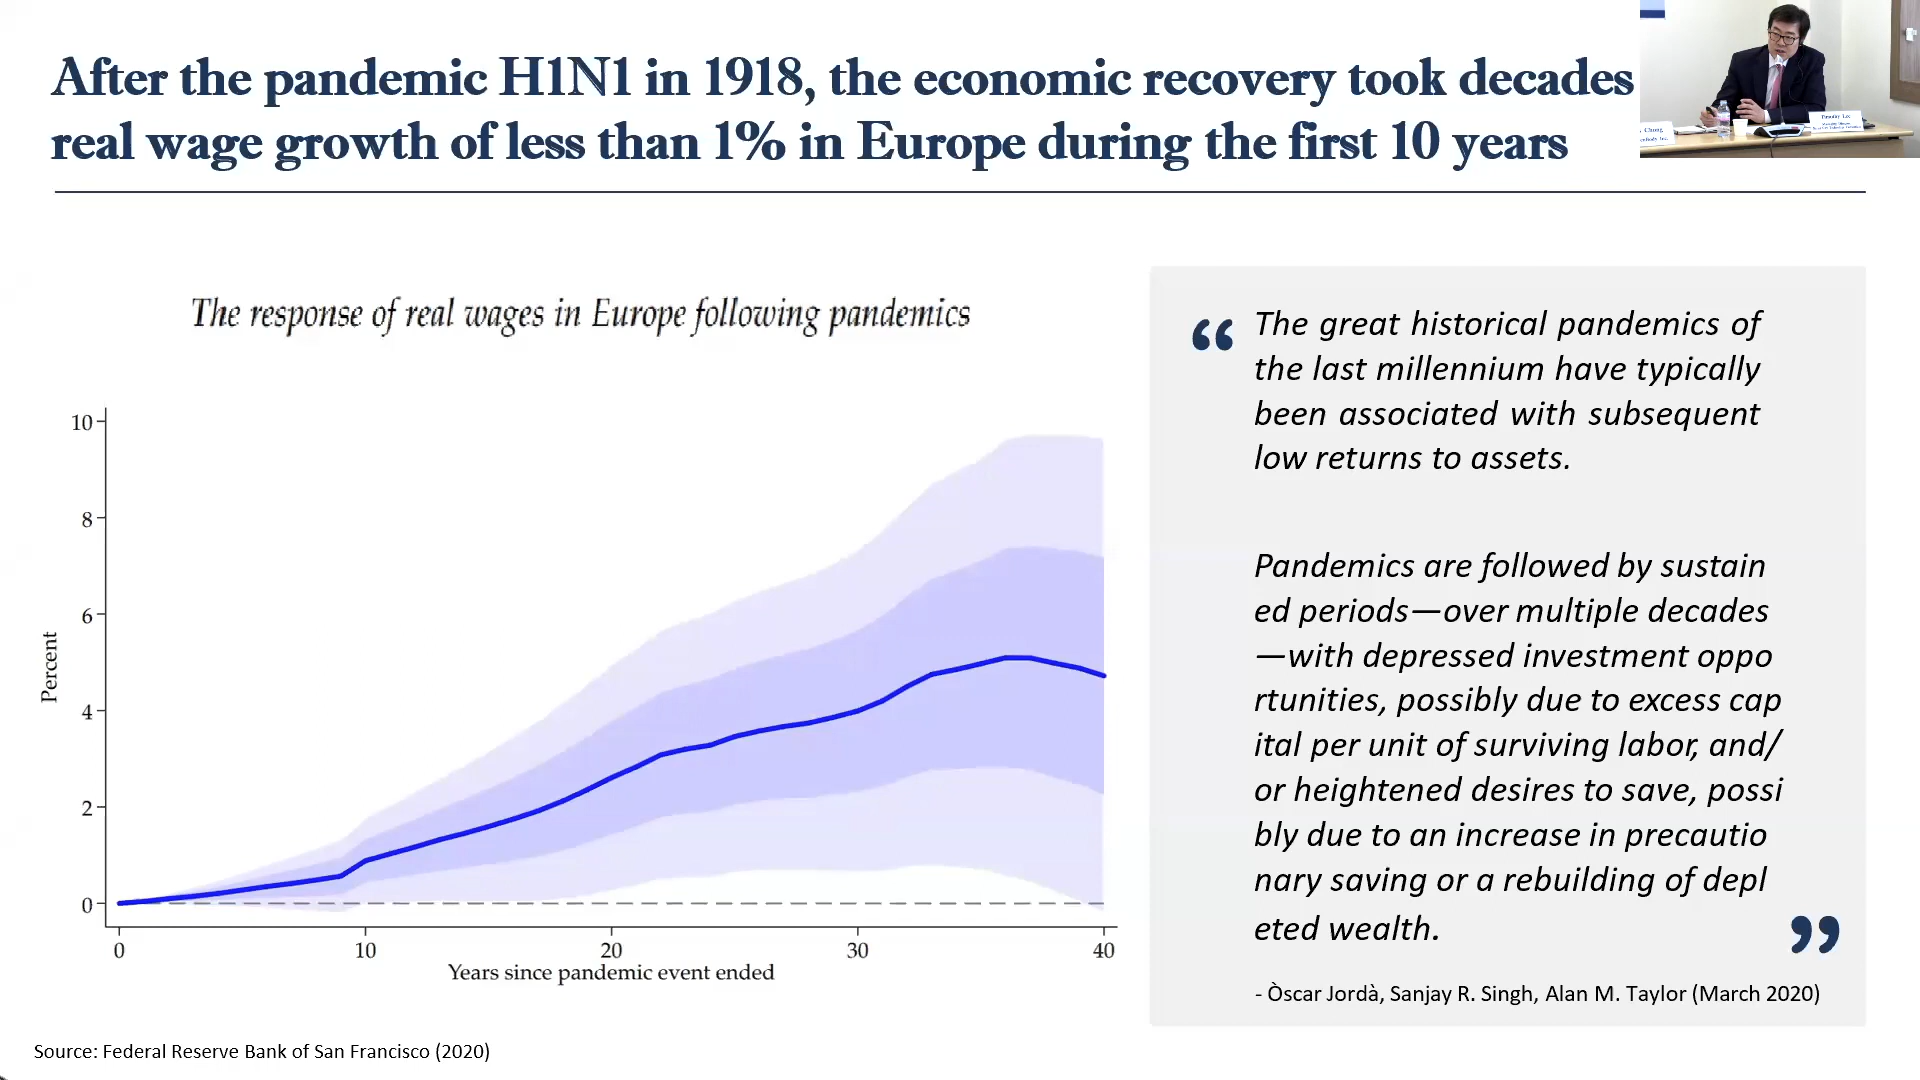 After the pandemic H1N1 in 1918, the economic recovery took decades
real wage growth of less than 1% in Europe during the first 10 years
Timothy Lee
Chung
The response of real wages in Europe following pandemics
10
8
6
4
2
0
Percent
0 10 20 30 40
Years since pandemic event ended
“ The great historical pandemics of
the last millennium have typically
been associated with subsequent
low returns to assets.
Pandemics are followed by sustain
ed periods—over multiple decades
—with depressed investment oppo
rtunities, possibly due to excess cap
ital per unit of surviving labor, and/
or heightened desires to save, possi
bly due to an increase in precautio
nary saving or a rebuilding of depl
eted wealth. ”
- Òscar Jordà, Sanjay R. Singh, Alan M. Taylor (March 2020)
Source: Federal Reserve Bank of San Francisco (2020)